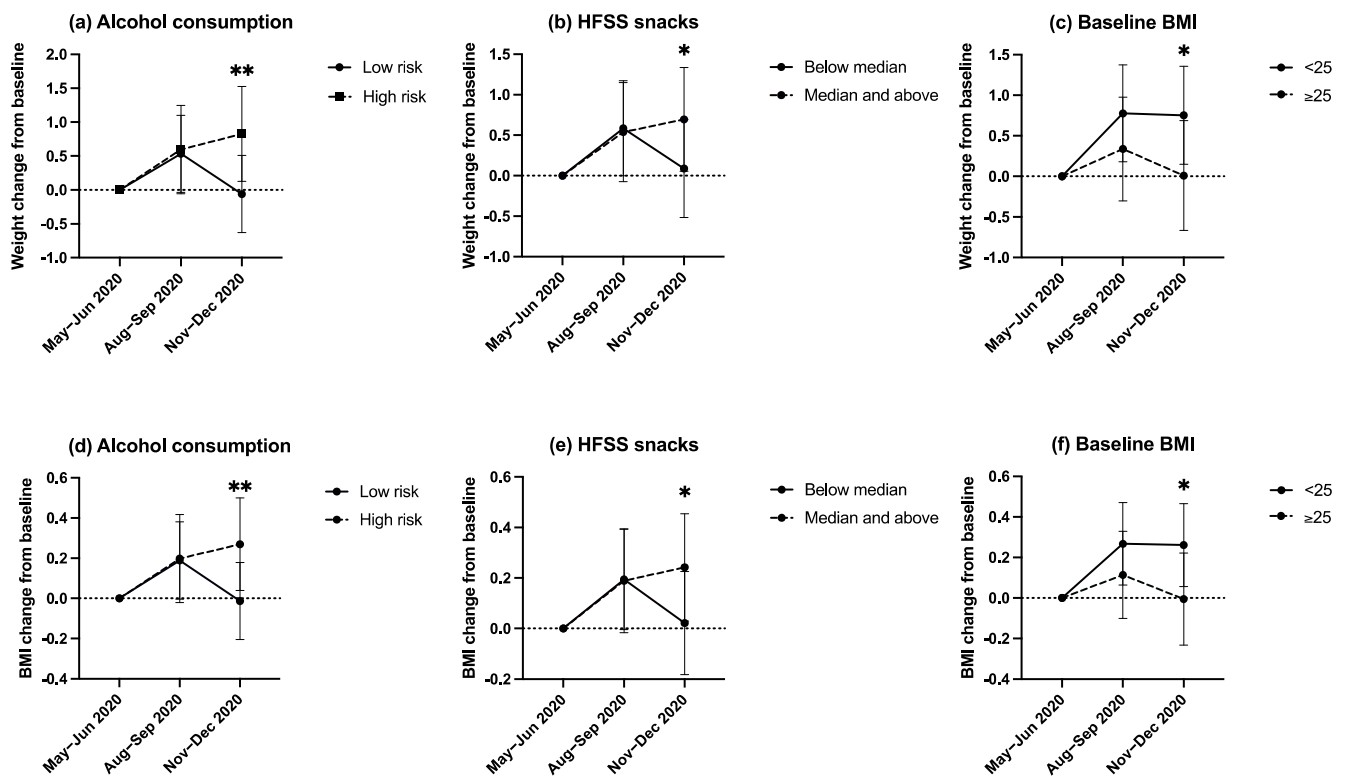 (a) Alcohol consumption
Weight change from baseline
2.0
1.5
1.0
0.5
0.0
-0.5
-1.0
**
Low risk
High risk
May–Jun 2020
Aug–Sep 2020
Nov–Dec 2020
(b) HFSS snacks
Weight change from baseline
1.5
1.0
0.5
0.0
-0.5
-1.0
*
Below median
Median and above
May–Jun 2020
Aug–Sep 2020
Nov–Dec 2020
(c) Baseline BMI
Weight change from baseline
1.5
1.0
0.5
0.0
-0.5
-1.0
*
<25
≥25
May–Jun 2020
Aug–Sep 2020
Nov–Dec 2020
(d) Alcohol consumption
BMI change from baseline
0.6
0.4
0.2
0.0
-0.2
-0.4
**
Low risk
High risk
May–Jun 2020
Aug–Sep 2020
Nov–Dec 2020
(e) HFSS snacks
BMI change from baseline
0.6
0.4
0.2
0.0
-0.2
*
Below median
Median and above
May–Jun 2020
Aug–Sep 2020
Nov–Dec 2020
(f) Baseline BMI
BMI change from baseline
0.6
0.4
0.2
0.0
-0.2
-0.4
*
<25
≥25
May–Jun 2020
Aug–Sep 2020
Nov–Dec 2020